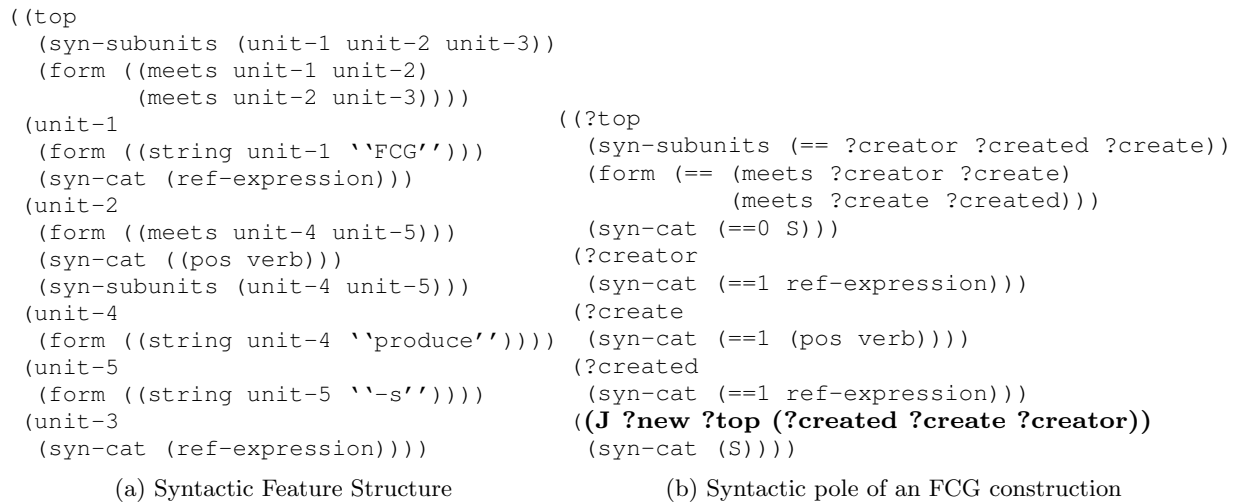 ((top
  (syn-subunits (unit-1 unit-2 unit-3))
  (form ((meets unit-1 unit-2)
         (meets unit-2 unit-3))))
 (unit-1
  (form ((string unit-1 ‘‘FCG’’)))
  (syn-cat (ref-expression)))
 (unit-2
  (form ((meets unit-4 unit-5)))
  (syn-cat ((pos verb)))
  (syn-subunits (unit-4 unit-5)))
 (unit-4
  (form ((string unit-4 ‘‘produce’’))))
 (unit-5
  (form ((string unit-5 ‘‘-s’’))))
 (unit-3
  (syn-cat (ref-expression))))
(a) Syntactic Feature Structure
((?top
  (syn-subunits (== ?creator ?created ?create))
  (form (== (meets ?creator ?create)
            (meets ?create ?created)))
  (syn-cat (==0 S)))
 (?creator
  (syn-cat (==1 ref-expression)))
 (?create
  (syn-cat (==1 (pos verb))))
 (?created
  (syn-cat (==1 ref-expression)))
 ((J ?new ?top (?created ?create ?creator))
  (syn-cat (S))))
(b) Syntactic pole of an FCG construction